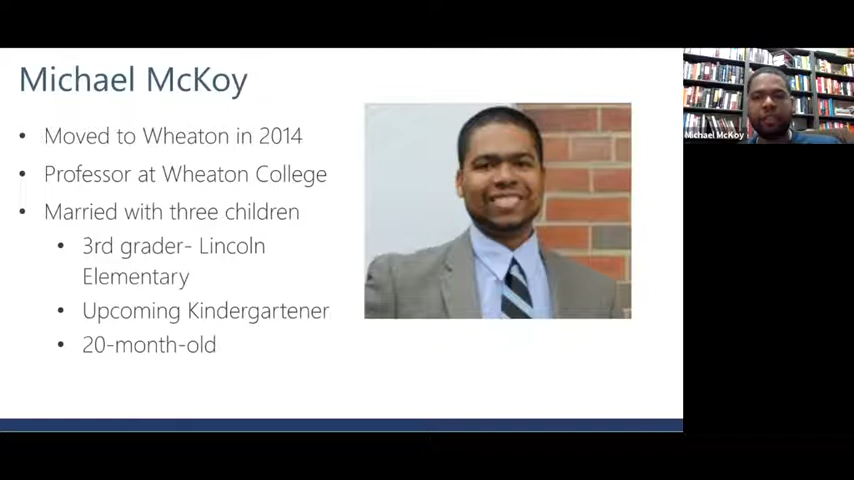 Michael McKoy
• Moved to Wheaton in 2014
• Professor at Wheaton College
• Married with three children
• 3rd grader- Lincoln
Elementary
• Upcoming Kindergartener
• 20-month-old
Michael McKoy